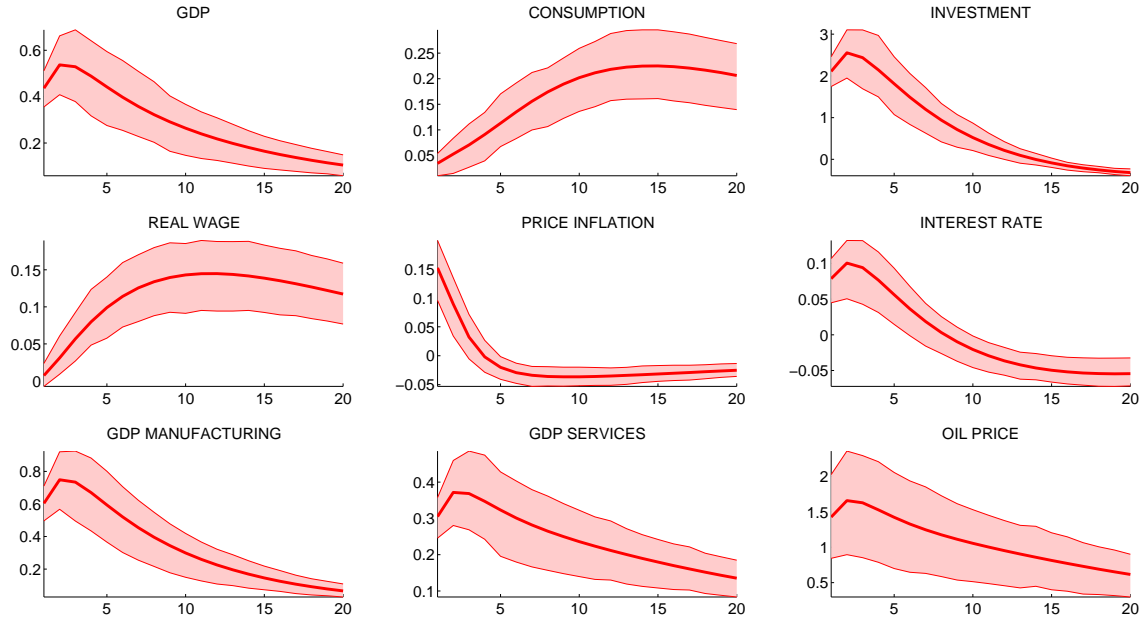 GDP CONSUMPTION INVESTMENT
0.6 0.25 3
0.4 0.2 2
0.15
0.2 0.1 1
0.05 0
5 10 15 20 5 10 15 20 5 10 15 20
REAL WAGE PRICE INFLATION INTEREST RATE
0.15 0.15 0.1
0.1 0.1 0.05
0.05 0.05 0
0 0
−0.05 −0.05
5 10 15 20 5 10 15 20 5 10 15 20
GDP MANUFACTURING GDP SERVICES OIL PRICE
0.8 0.4 2
0.6 0.3 1.5
0.4 0.2 1
0.2 0.1 0.5
5 10 15 20 5 10 15 20 5 10 15 20